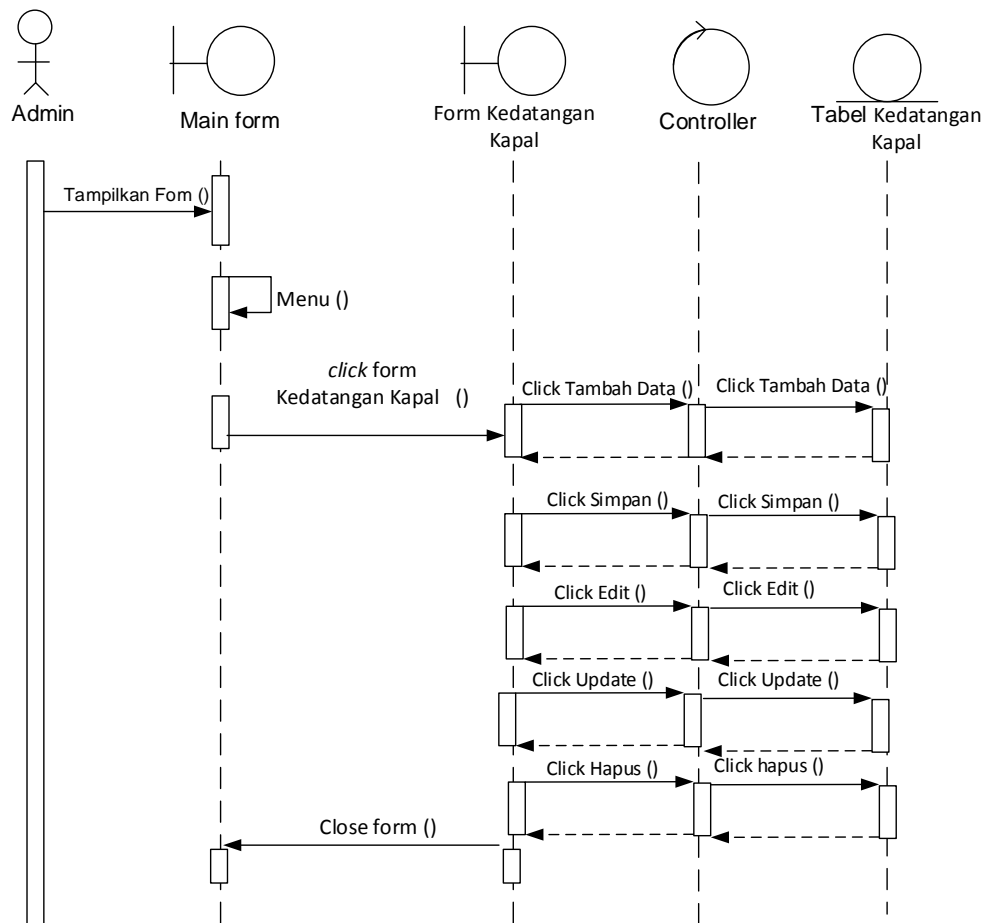 Admin
Main form
Form Kedatangan
Kapal
Controller
Tabel Kedatangan
Kapal
Tampilkan Fom ()
Menu ()
click form
Kedatangan Kapal ()
Click Tambah Data ()
Click Tambah Data ()
Click Simpan ()
Click Simpan ()
Click Edit ()
Click Edit ()
Click Update ()
Click Update ()
Click Hapus ()
Click hapus ()
Close form ()